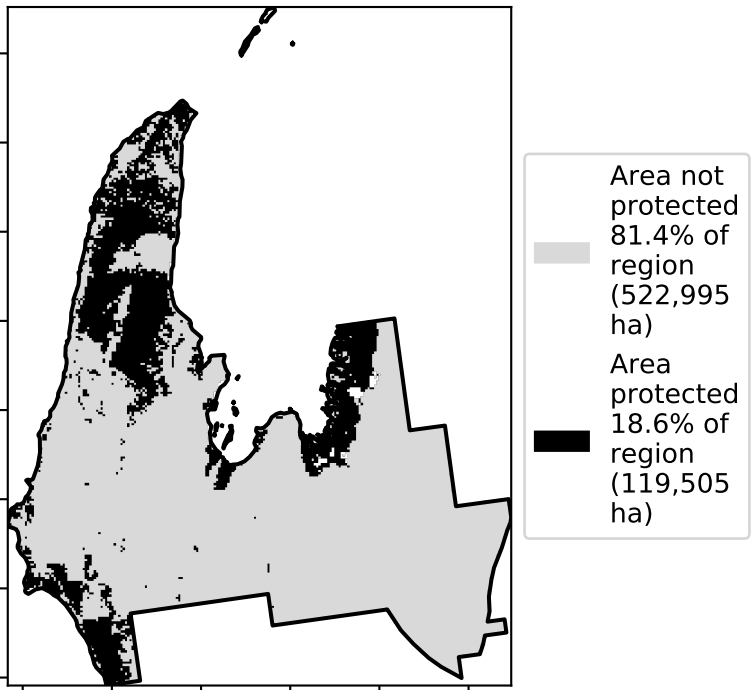 Area not
protected
81.4% of
region
(522,995
ha)
Area
protected
18.6% of
region
(119,505
ha)